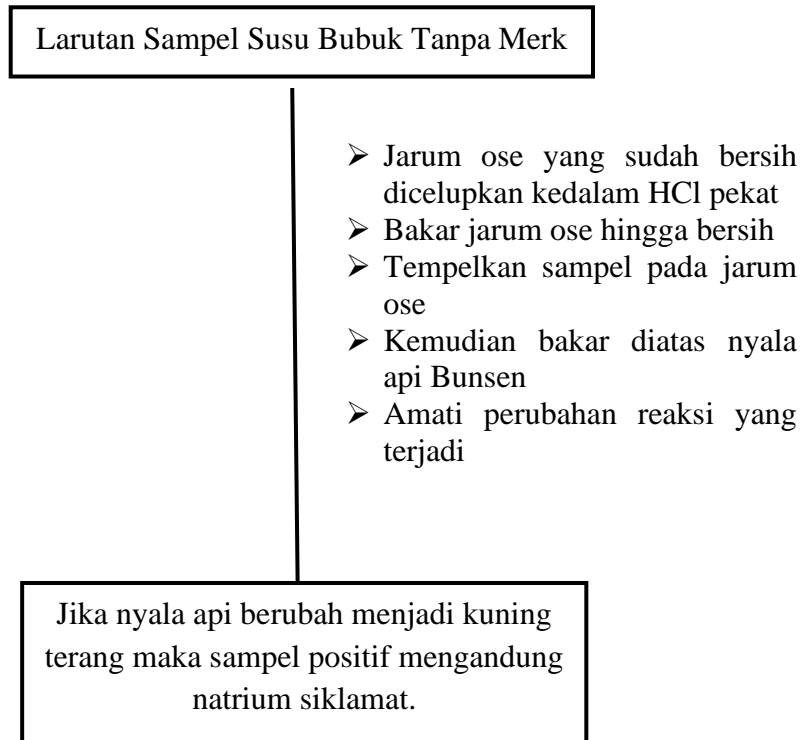 Larutan Sampel Susu Bubuk Tanpa Merk
➢ Jarum ose yang sudah bersih
dicelupkan kedalam HCl pekat
➢ Bakar jarum ose hingga bersih
➢ Tempelkan sampel pada jarum
ose
➢ Kemudian bakar diatas nyala
api Bunsen
➢ Amati perubahan reaksi yang
terjadi
Jika nyala api berubah menjadi kuning
terang maka sampel positif mengandung
natrium siklamat.